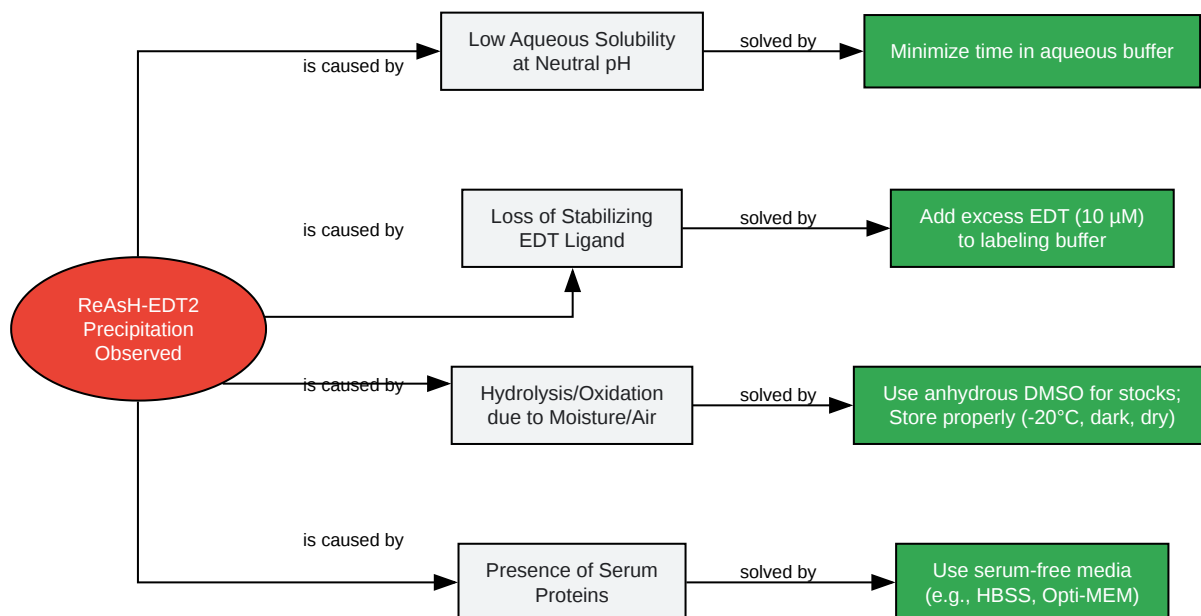 Low Aqueous Solubility
at Neutral pH
is caused by
solved by
Minimize time in aqueous buffer
Loss of Stabilizing
EDT Ligand
is caused by
solved by
Add excess EDT (10 µM)
to labeling buffer
ReAsH-EDT2
Precipitation
Observed
is caused by
Hydrolysis/Oxidation
due to Moisture/Air
solved by
Use anhydrous DMSO for stocks;
Store properly (-20°C, dark, dry)
is caused by
Presence of Serum
Proteins
solved by
Use serum-free media
(e.g., HBSS, Opti-MEM)